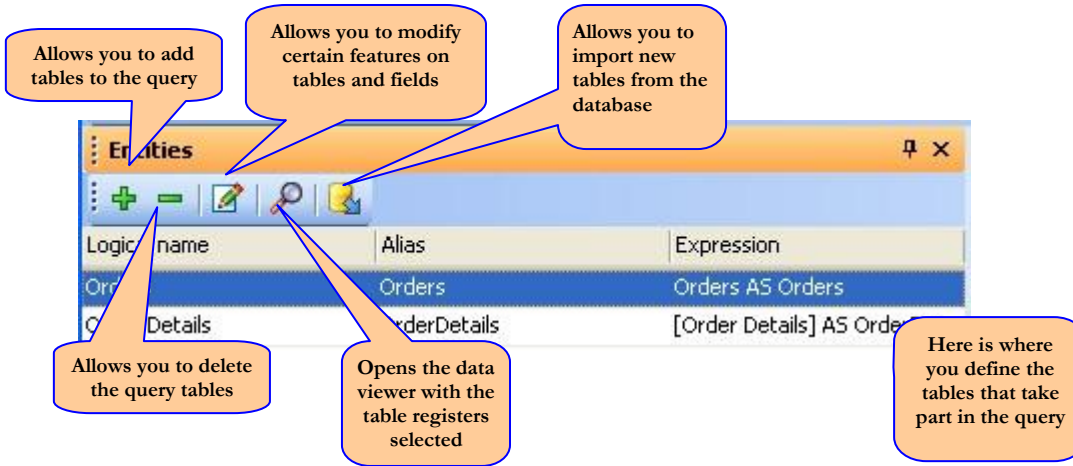 Allows you to add
tables to the query
Allows you to modify
certain features on
tables and fields
Allows you to
import new
tables from the
database
Entities
Logical name
Alias
Expression
Orders
Orders AS Orders
Details
OrderDetails
[Order Details] AS
Allows you to delete
the query tables
Opens the data
viewer with the
table registers
selected
Here is where
you define the
tables that take
part in the query